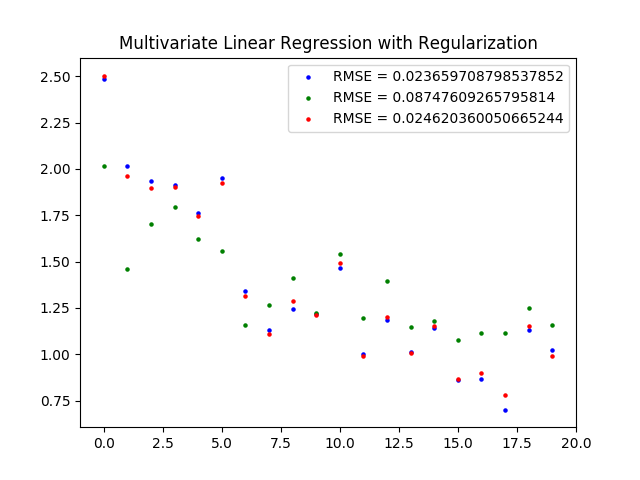 Multivariate Linear Regression with Regularization
RMSE = 0.023659708798537852
RMSE = 0.08747609265795814
RMSE = 0.024620360050665244
2.50
2.25
2.00
1.75
1.50
1.25
1.00
0.75
0.0 2.5 5.0 7.5 10.0 12.5 15.0 17.5 20.0